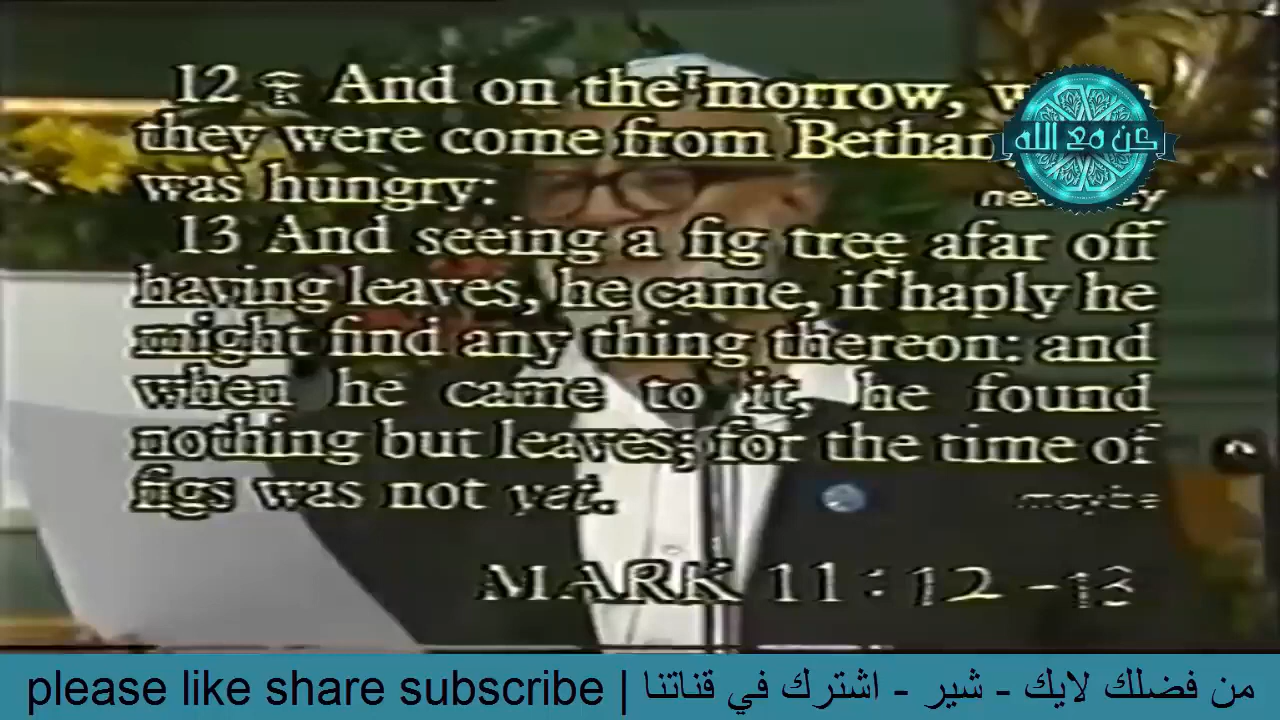 12 And on the morrow,
they were come from
was hungry:
13 And seeing a fig tree afar off
having leaves, he came, if haply he
might find any thing thereon: and
when he came to it, he found
nothing but leaves; for the time of
figs was not yet.
maybe
MARK 11:12-13
كن مع الله
please like share subscribe | من فضلك لايك - شير - اشترك في قناتنا